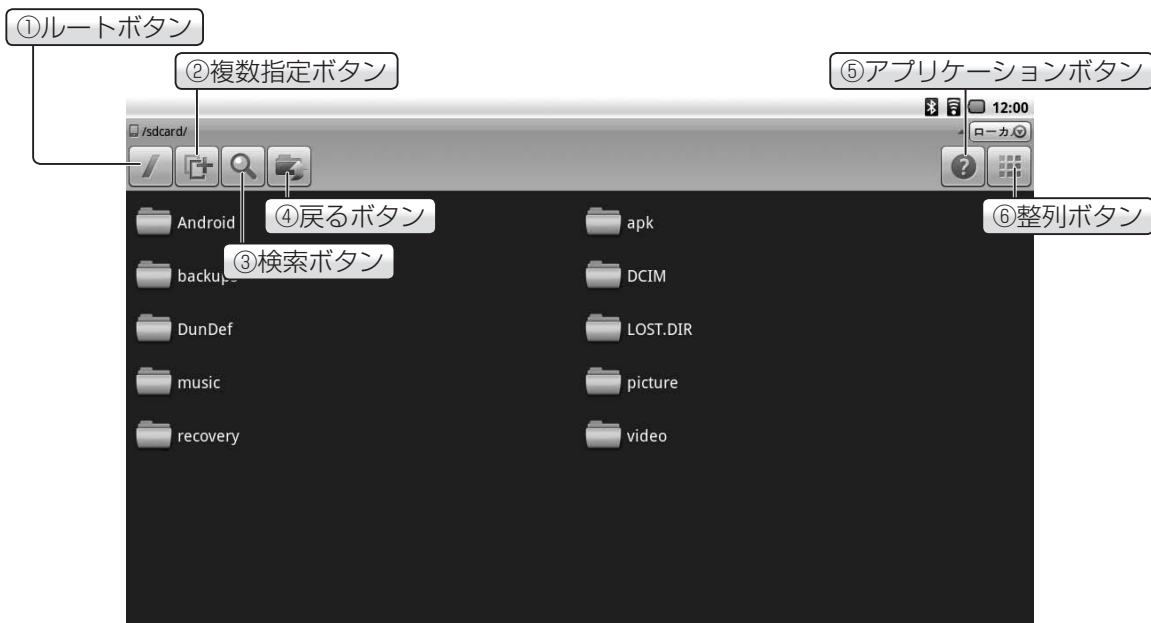 ①ルートボタン
②複数指定ボタン
⑤アプリケーションボタン
12:00
/sdcard/
ローカ
④戻るボタン
⑥整列ボタン
③検索ボタン
Android
apk
backups
DCIM
DunDef
LOST.DIR
music
picture
recovery
video